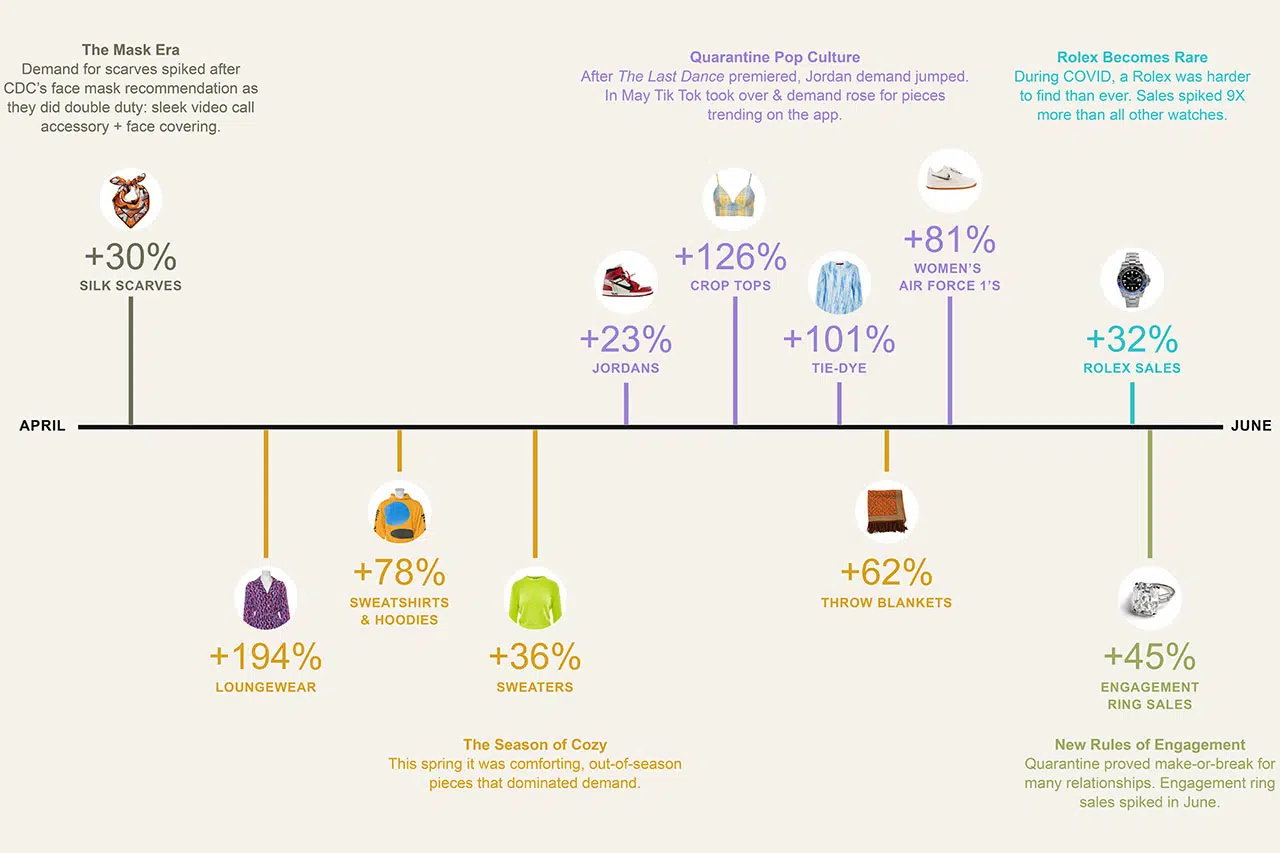 The Mask Era
Demand for scarves spiked after
CDC's face mask recommendation as
they did double duty: sleek video call
accessory + face covering.
Quarantine Pop Culture
After The Last Dance premiered, Jordan demand jumped.
In May Tik Tok took over & demand rose for pieces
trending on the app.
Rolex Becomes Rare
During COVID, a Rolex was harder
to find than ever. Sales spiked 9X
more than all other watches.
+30%
SILK SCARVES
+23%
JORDANS
+126%
CROP TOPS
+101%
TIE-DYE
+81%
WOMEN'S
AIR FORCE 1'S
+32%
ROLEX SALES
APRIL
JUNE
+194%
LOUNGEWEAR
+78%
SWEATSHIRTS
& HOODIES
+36%
SWEATERS
+62%
THROW BLANKETS
+45%
ENGAGEMENT
RING SALES
The Season of Cozy
This spring it was comforting, out-of-season
pieces that dominated demand.
New Rules of Engagement
Quarantine proved make-or-break for
many relationships. Engagement ring
sales spiked in June.